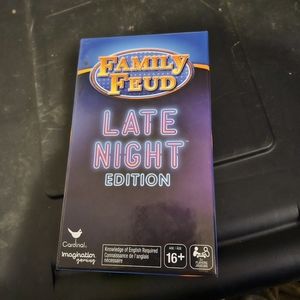 FAMILY
FEUD
LATE
NIGHT
EDITION
Cardinal
Imagination
gaming
Knowledge of English Required
Connaissance de l'anglais
nécessaire
16+